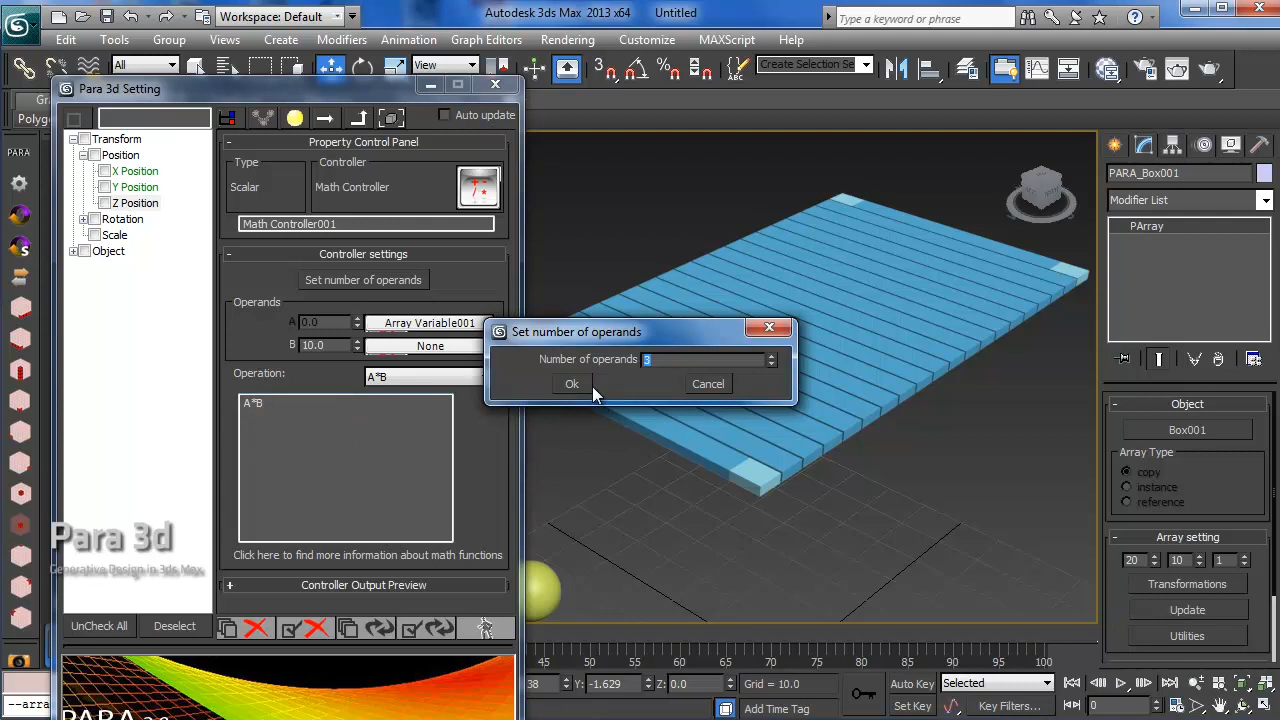 Workspace: Default
Autodesk 3ds Max 2013 x64 Untitled
Type a keyword or phrase
Edit Tools Group Views Create Modifiers Animation Graph Editors Rendering Customize MAXScript Help
All
View
Create Selection Se
Para 3d Setting
Auto update
Polyg
PARA
Transform
Position
X Position
Y Position
Z Position
Rotation
Scale
Object
Property Control Panel
Type
Controller
Scalar
Math Controller
Math Controller001
Controller settings
Set number of operands
Operands
A 0.0 Array Variable001
B 10.0 None
Operation: A*B
A*B
Click here to find more information about math functions
Controller Output Preview
UnCheck All
Deselect
Para 3d
Generative Design in 3ds Max
Set number of operands
Number of operands 3
Ok
Cancel
PARA_Box001
Modifier List
PArray
Object
Box001
Array Type
copy
instance
reference
Array setting
20 10 1
Transformations
Update
Utilities
45 50 55 60 65 70 75 80 85 90 95 100
38 Y: -1.629 Z: 0.0 Grid = 10.0
Auto Key
Selected
Add Time Tag
Set Key
Key Filters...
0
--array